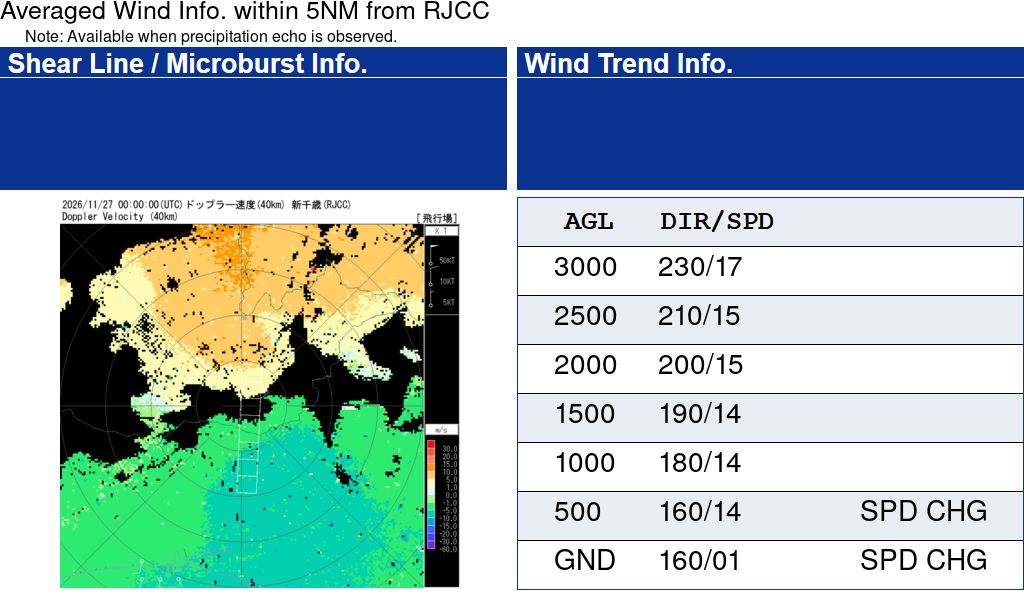 Averaged Wind Info. within 5NM from RJCC
Note: Available when precipitation echo is observed.
Shear Line / Microburst Info.
Wind Trend Info.
2026/11/27 00:00:00(UTC) ドップラー速度(40km) 新千歳(RJCC)
Doppler Velocity (40km)
[飛行場]
KT
50KT
10KT
5KT
m/s
30.0
20.0
15.0
10.0
5.0
1.0
0.0
-1.0
-5.0
-10.0
-15.0
-20.0
-30.0
-60.0
AGL DIR/SPD
3000 230/17
2500 210/15
2000 200/15
1500 190/14
1000 180/14
500 160/14 SPD CHG
GND 160/01 SPD CHG